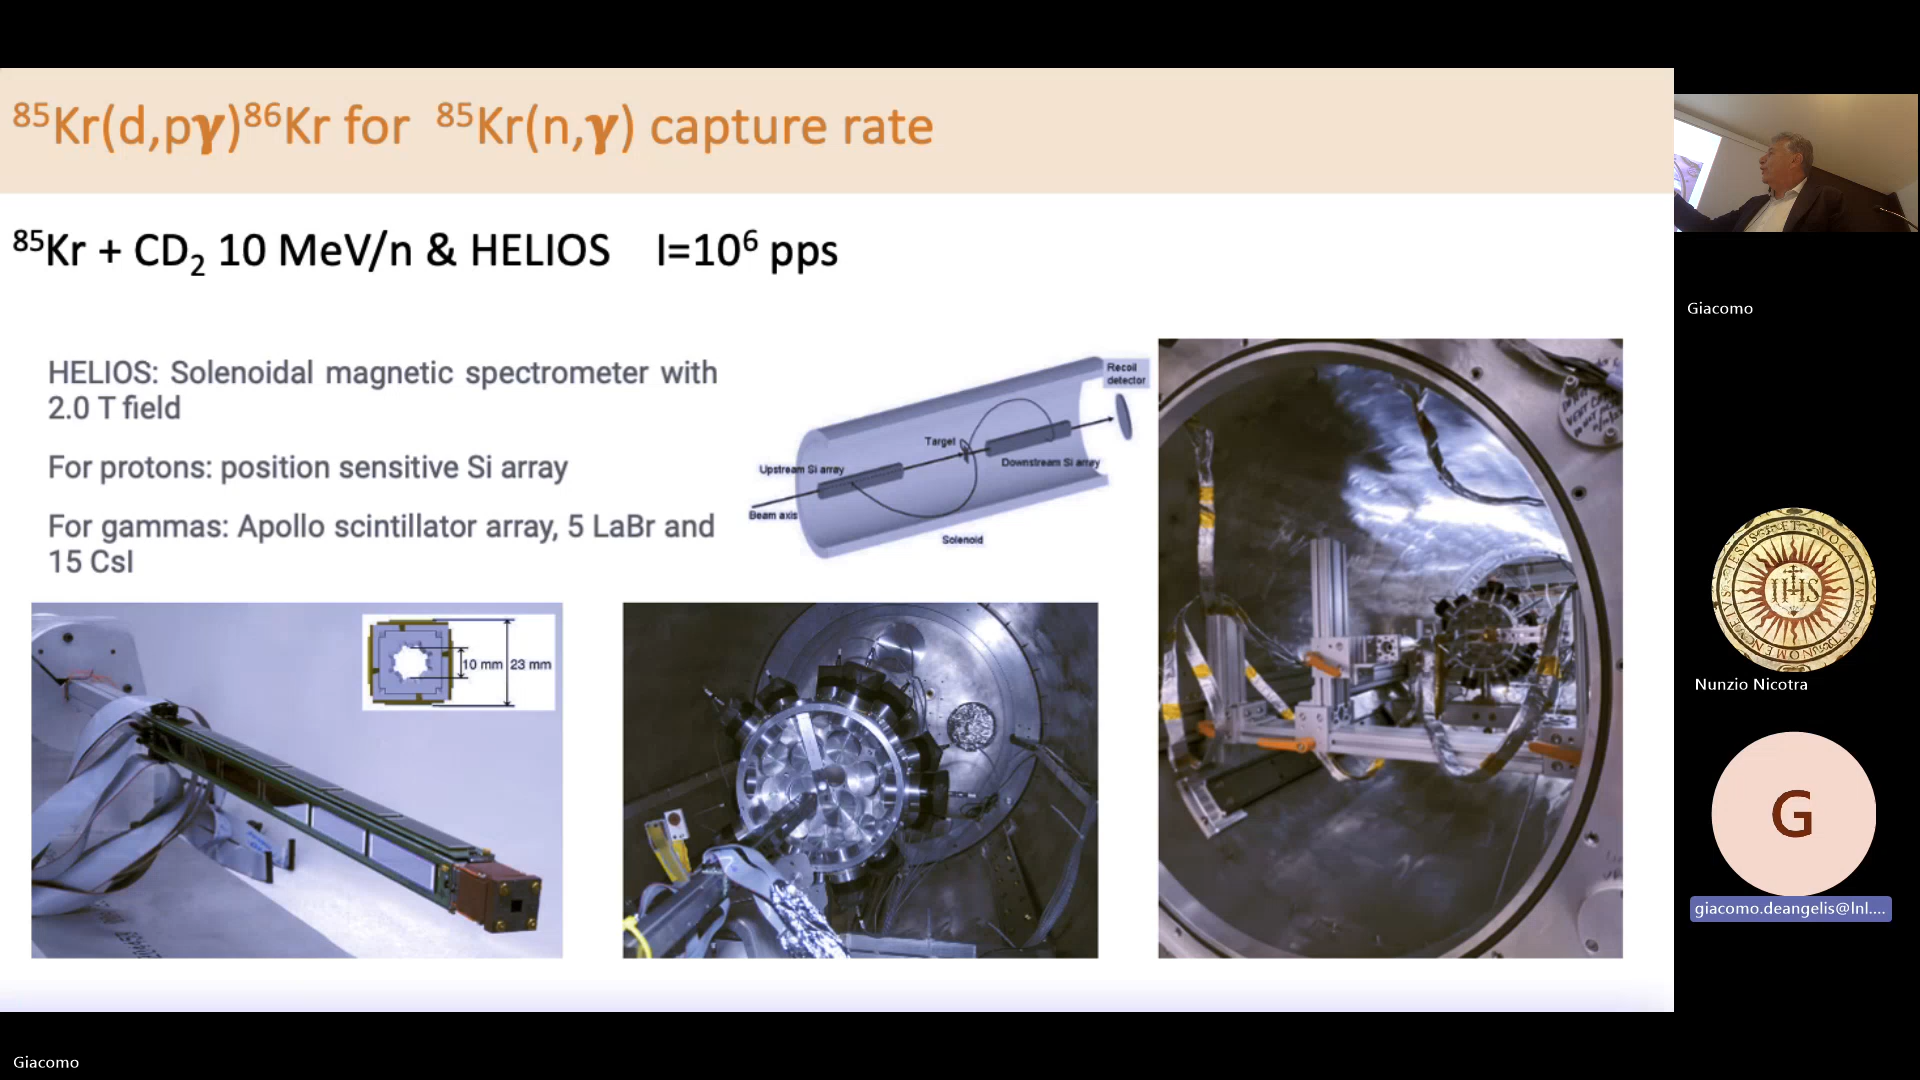 ⁸⁵Kr(d,pγ)⁸⁶Kr for ⁸⁵Kr(n,γ) capture rate
⁸⁵Kr + CD₂ 10 MeV/n & HELIOS I=10⁶ pps
HELIOS: Solenoidal magnetic spectrometer with
2.0 T field
For protons: position sensitive Si array
For gammas: Apollo scintillator array, 5 LaBr and
15 CsI
Recoil
detector
Target
Upstream Si array
Downstream Si array
Beam axis
Solenoid
10 mm
23 mm
Giacomo
IHS
Nunzio Nicotra
G
giacomo.deangelis@lnl....
Giacomo